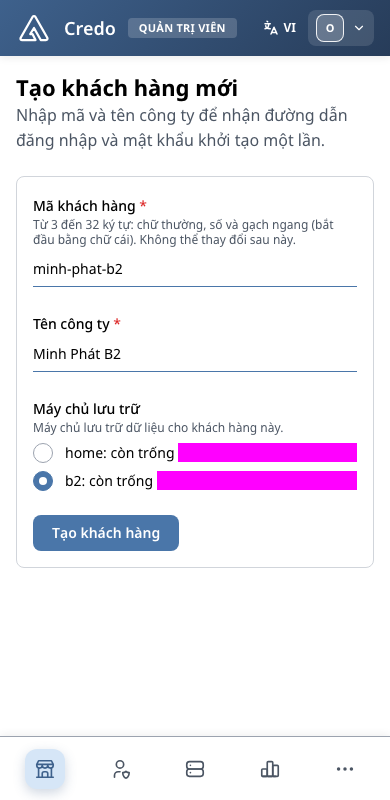 Credo
QUẢN TRỊ VIÊN
VI
O
Tạo khách hàng mới
Nhập mã và tên công ty để nhận đường dẫn
đăng nhập và mật khẩu khởi tạo một lần.
Mã khách hàng *
Từ 3 đến 32 ký tự: chữ thường, số và gạch ngang (bắt
đầu bằng chữ cái). Không thể thay đổi sau này.
minh-phat-b2
Tên công ty *
Minh Phát B2
Máy chủ lưu trữ
Máy chủ lưu trữ dữ liệu cho khách hàng này.
home: còn trống
b2: còn trống
Tạo khách hàng